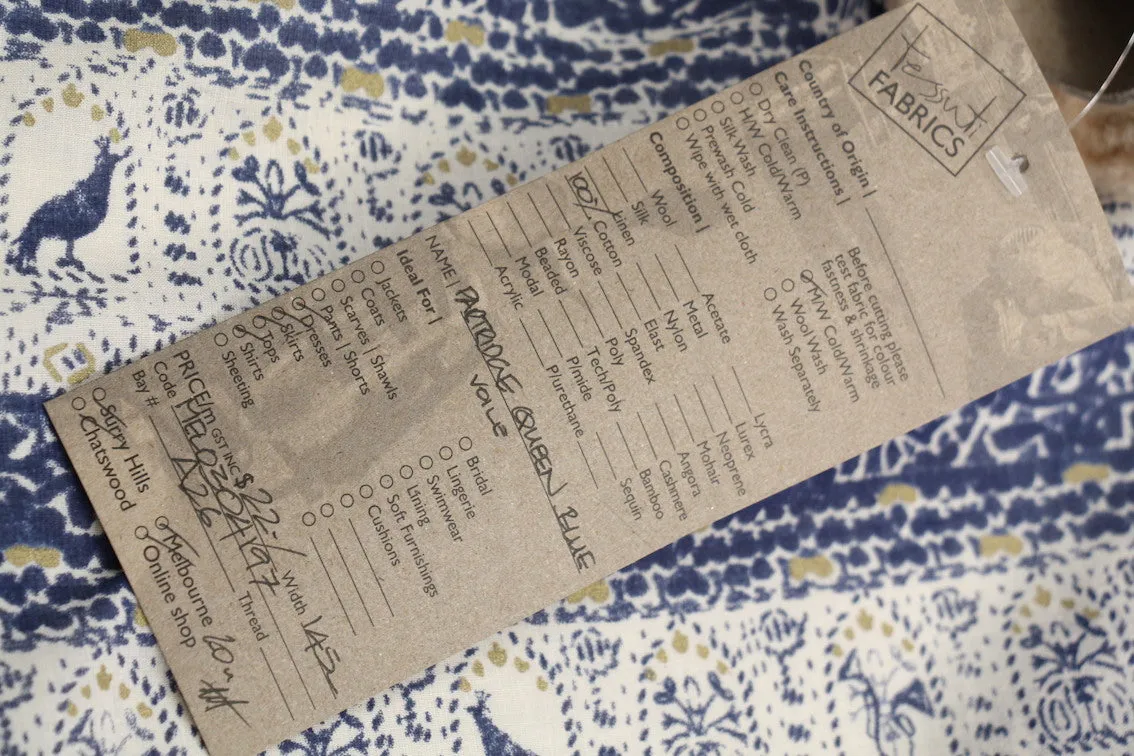 tessuti
FABRICS
Country of Origin |
Care Instructions |
Dry Clean (P)
H/W Cold/Warm
Silk Wash
Prewash Cold
Wipe with wet cloth
Before cutting please
test fabric for colour
fastness & shrinkage
M/W Cold/Warm
Wool Wash
Wash Separately
Composition |
Wool
Silk
Linen
100% Cotton
Viscose
Rayon
Beaded
Modal
Acrylic
Acetate
Metal
Nylon
Elast
Spandex
Poly
Tech/Poly
P/mide
P/urethane
Lycra
Lurex
Neoprene
Mohair
Angora
Cashmere
Bamboo
Sequin
NAME | PARTRIDGE QUEEN BLUE
VOILE
Ideal For |
Jackets
Coats
Scarves | Shawls
Pants | Shorts
Dresses
Skirts
Tops
Shirts
Sheeting
Bridal
Lingerie
Swimwear
Lining
Soft Furnishings
Cushions
PRICE/m GST INC $22.-/ Width 145
Code | Thread
Bay # A26
Surry Hills
Chatswood
Melbourne
Online shop